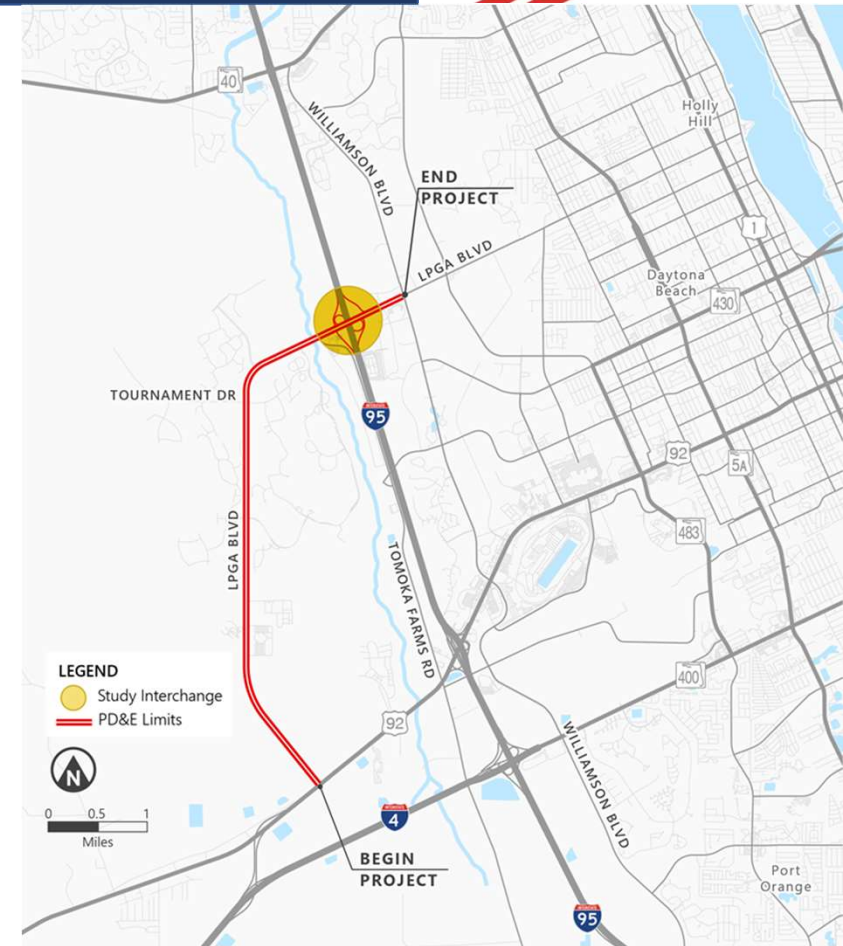 40
WILLIAMSON BLVD
Holly
Hill
END
PROJECT
1
LPGA BLVD
Daytona
Beach
430
TOURNAMENT DR
95
92
5A
LPGA BLVD
483
TOMOKA FARMS RD
LEGEND
Study Interchange
PD&E Limits
400
92
WILLIAMSON BLVD
N
0 0.5 1
Miles
4
BEGIN
PROJECT
Port
Orange
95